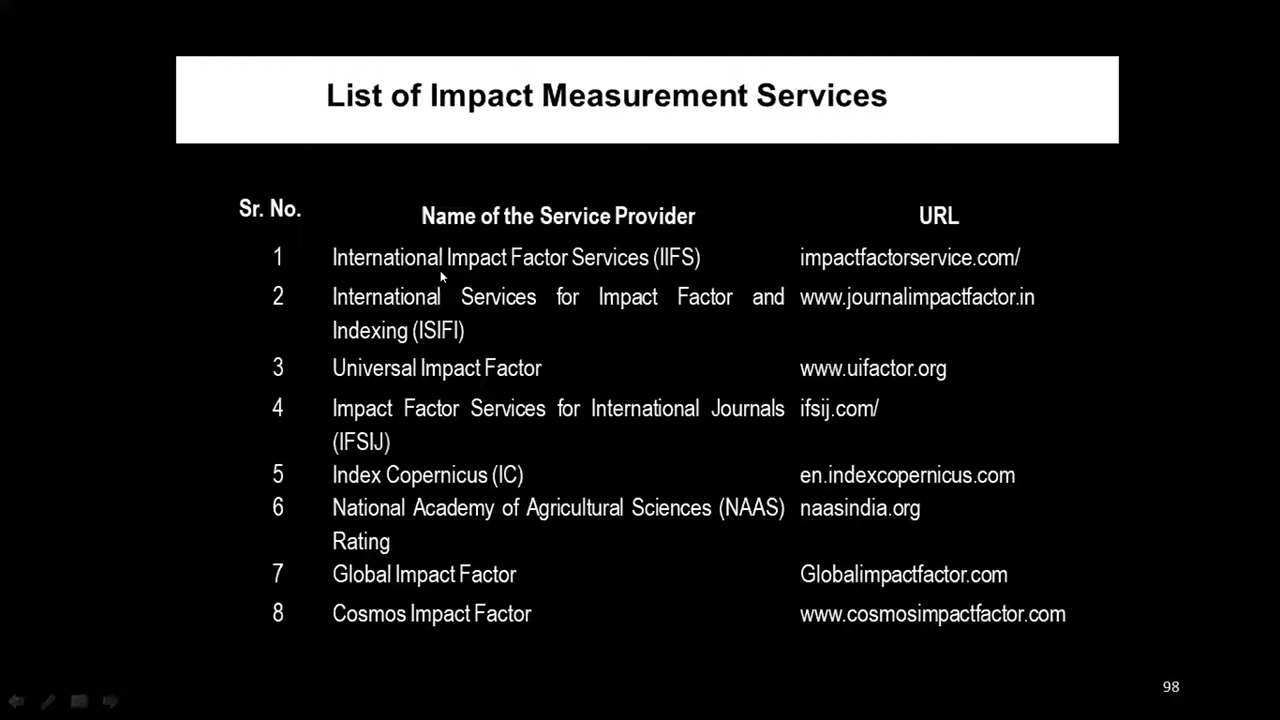 List of Impact Measurement Services
Sr. No. Name of the Service Provider URL
1 International Impact Factor Services (IIFS) impactfactorservice.com/
2 International Services for Impact Factor and www.journalimpactfactor.in
Indexing (ISIFI)
3 Universal Impact Factor www.uifactor.org
4 Impact Factor Services for International Journals ifsij.com/
(IFSIJ)
5 Index Copernicus (IC) en.indexcopernicus.com
6 National Academy of Agricultural Sciences (NAAS) naasindia.org
Rating
7 Global Impact Factor Globalimpactfactor.com
8 Cosmos Impact Factor www.cosmosimpactfactor.com
98